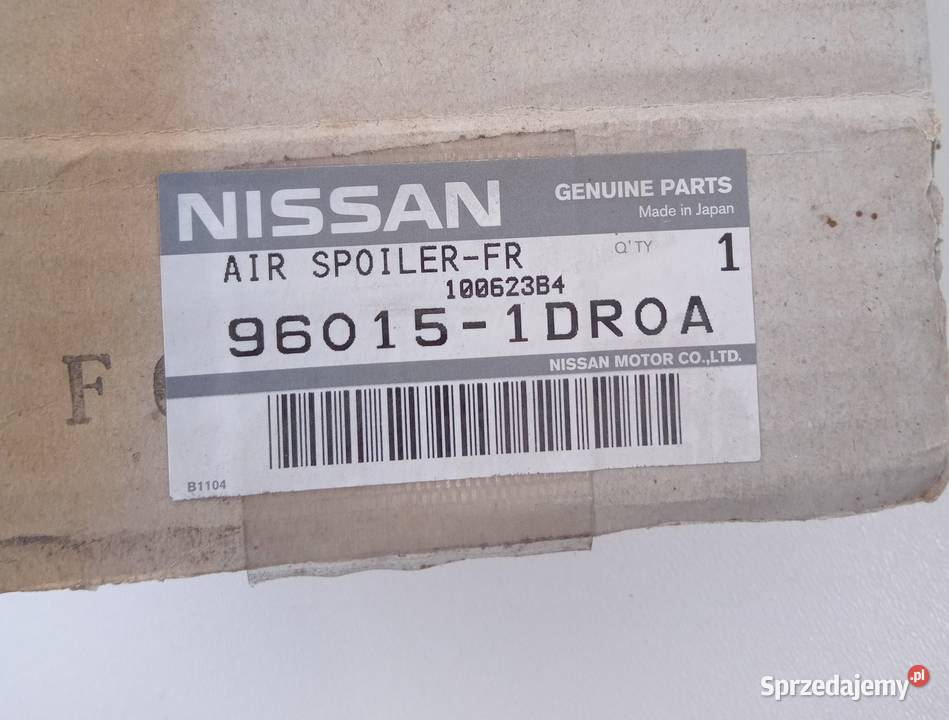 NISSAN
GENUINE PARTS
Made in Japan
AIR SPOILER-FR
Q'TY 1
100623B4
96015-1DR0A
NISSAN MOTOR CO.,LTD.
F
B1104
Sprzedajemy.pl